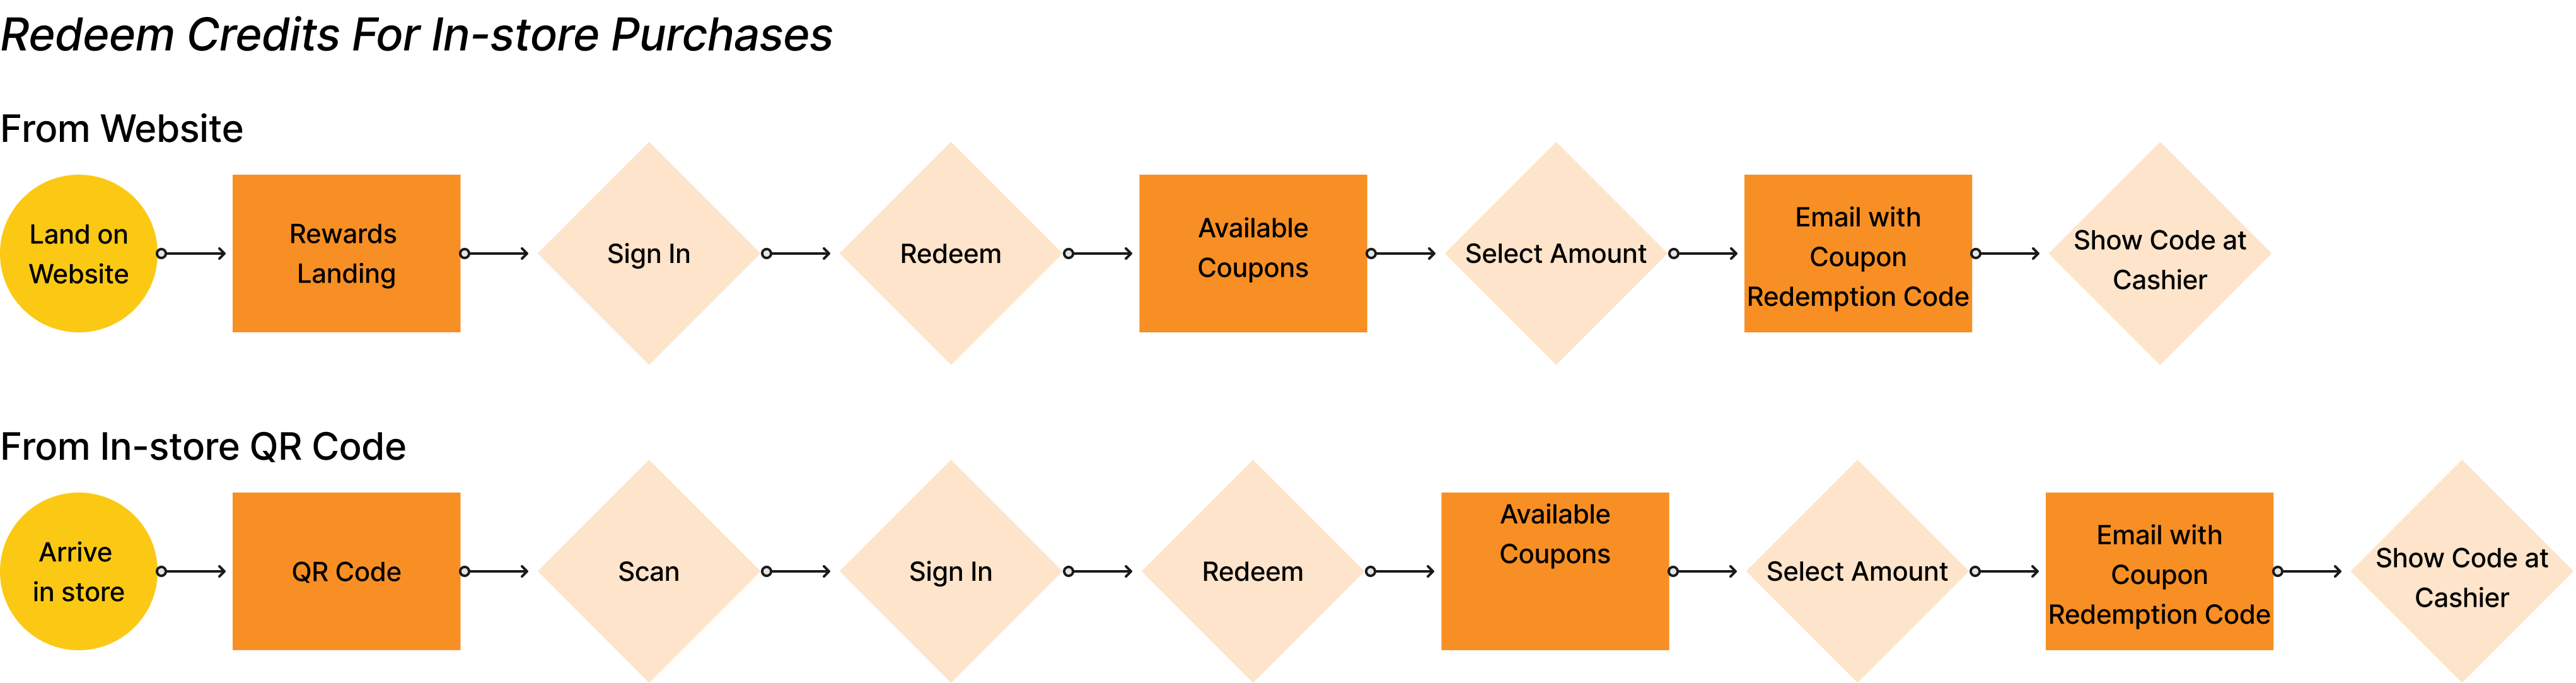 Redeem Credits For In-store Purchases
From Website
Land on
Website
Rewards
Landing
Sign In
Redeem
Available
Coupons
Select Amount
Email with
Coupon
Redemption Code
Show Code at
Cashier
From In-store QR Code
Arrive
in store
QR Code
Scan
Sign In
Redeem
Available
Coupons
Select Amount
Email with
Coupon
Redemption Code
Show Code at
Cashier